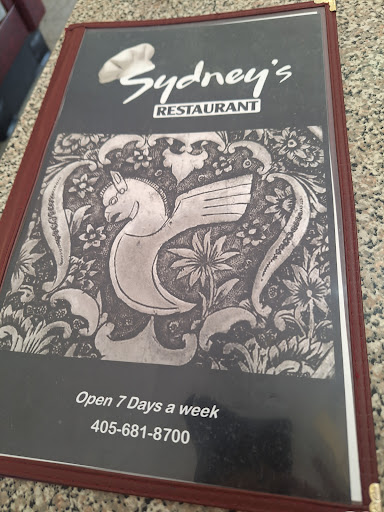 Sydney's
RESTAURANT
Open 7 Days a week
405-681-8700